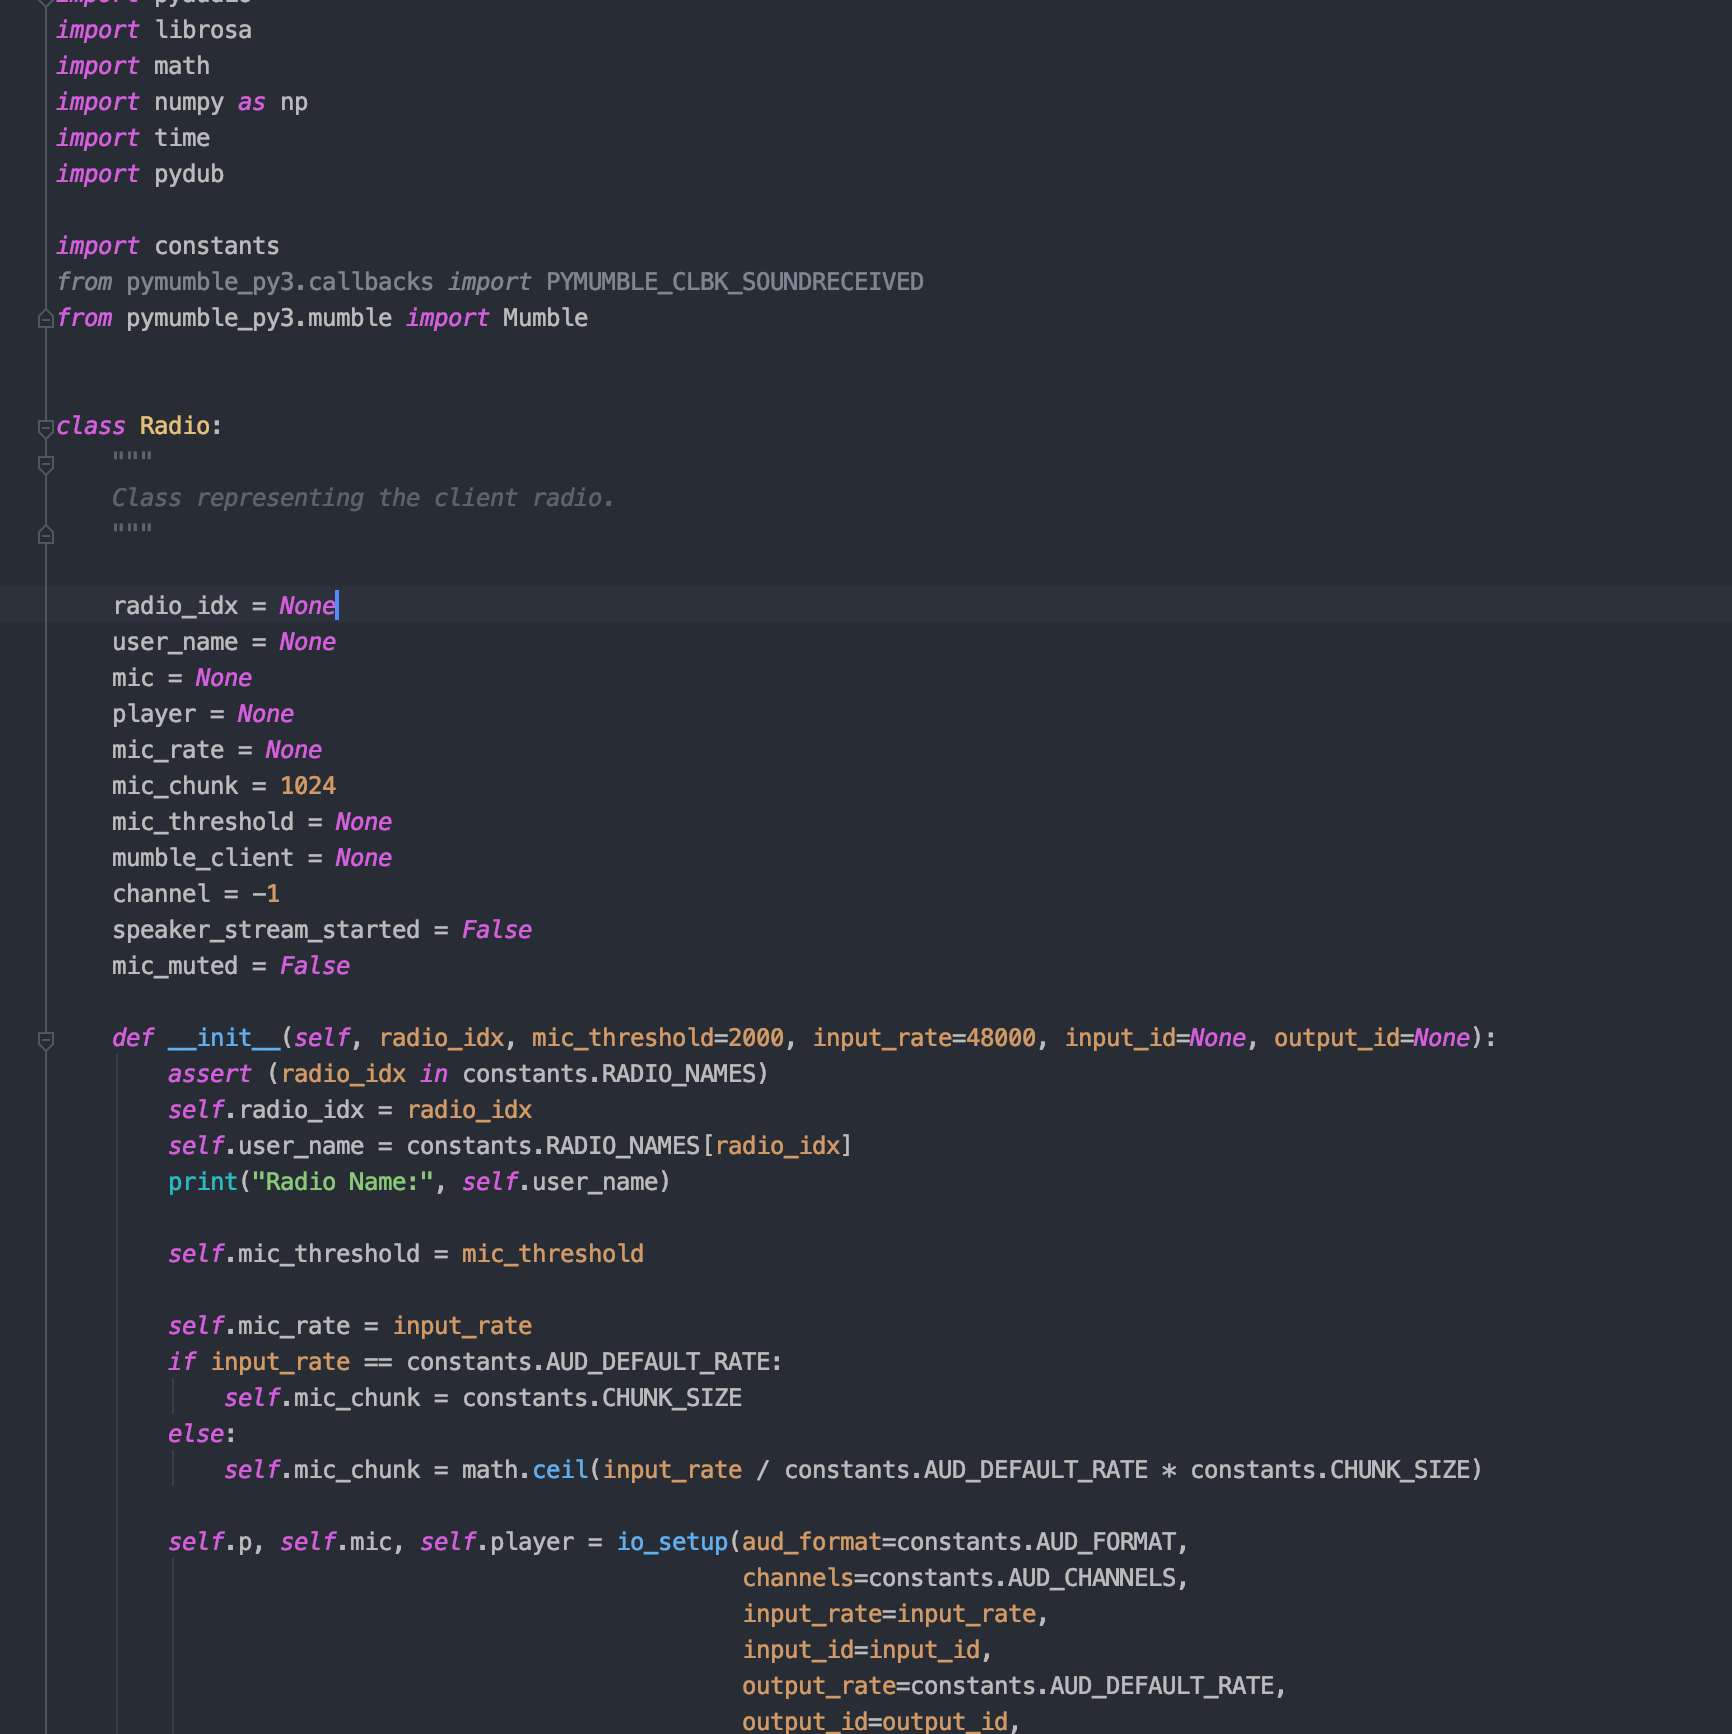 import pyaudio
import librosa
import math
import numpy as np
import time
import pydub

import constants
from pymumble_py3.callbacks import PYMUMBLE_CLBK_SOUNDRECEIVED
from pymumble_py3.mumble import Mumble


class Radio:
    """
    Class representing the client radio.
    """

    radio_idx = None
    user_name = None
    mic = None
    player = None
    mic_rate = None
    mic_chunk = 1024
    mic_threshold = None
    mumble_client = None
    channel = -1
    speaker_stream_started = False
    mic_muted = False

    def __init__(self, radio_idx, mic_threshold=2000, input_rate=48000, input_id=None, output_id=None):
        assert (radio_idx in constants.RADIO_NAMES)
        self.radio_idx = radio_idx
        self.user_name = constants.RADIO_NAMES[radio_idx]
        print("Radio Name:", self.user_name)

        self.mic_threshold = mic_threshold

        self.mic_rate = input_rate
        if input_rate == constants.AUD_DEFAULT_RATE:
            self.mic_chunk = constants.CHUNK_SIZE
        else:
            self.mic_chunk = math.ceil(input_rate / constants.AUD_DEFAULT_RATE * constants.CHUNK_SIZE)

        self.p, self.mic, self.player = io_setup(aud_format=constants.AUD_FORMAT,
                                                 channels=constants.AUD_CHANNELS,
                                                 input_rate=input_rate,
                                                 input_id=input_id,
                                                 output_rate=constants.AUD_DEFAULT_RATE,
                                                 output_id=output_id,